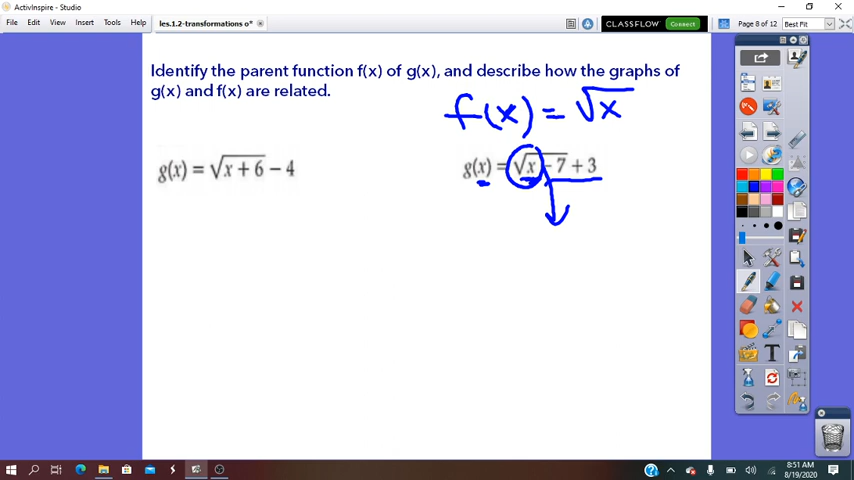 ActivInspire - Studio
File Edit View Insert Tools Help
les.1.2-transformations o*
CLASSFLOW Connect
Page 8 of 12
Best Fit
Identify the parent function f(x) of g(x), and describe how the graphs of
g(x) and f(x) are related.
f(x) = √x
g(x) = √x + 6 − 4
g(x) = √x − 7 + 3
8:51 AM
8/19/2020